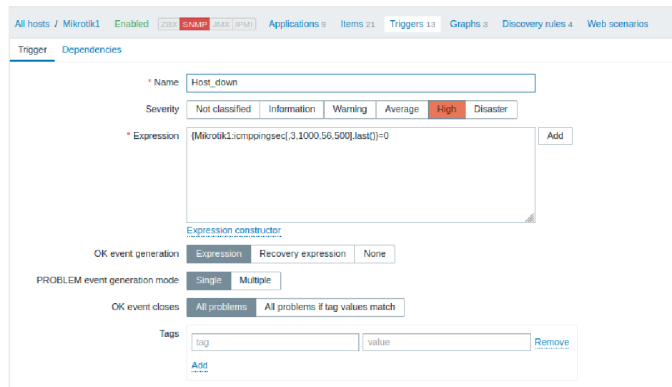 All hosts / Mikrotik1 Enabled ZBX SNMP JMX IPMI Applications 9 Items 21 Triggers 13 Graphs 3 Discovery rules 4 Web scenarios
Trigger Dependencies
* Name Host_down
Severity Not classified Information Warning Average High Disaster
* Expression {Mikrotik1:icmppingsec[,3,1000,56,500].last()}=0 Add
Expression constructor
OK event generation Expression Recovery expression None
PROBLEM event generation mode Single Multiple
OK event closes All problems All problems if tag values match
Tags
tag value Remove
Add